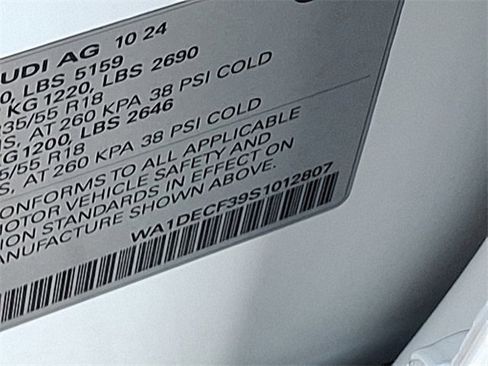 UDI AG 10 24
0, LBS 5159
KG 1220, LBS 2690
235/55 R18
S, AT 260 KPA 38 PSI COLD
KG 1200, LBS 2646
5/55 R18
S, AT 260 KPA 38 PSI COLD
ONFORMS TO ALL APPLICABLE
MOTOR VEHICLE SAFETY AND
ION STANDARDS IN EFFECT ON
ANUFACTURE SHOWN ABOVE.
WA1DECF39S1012807